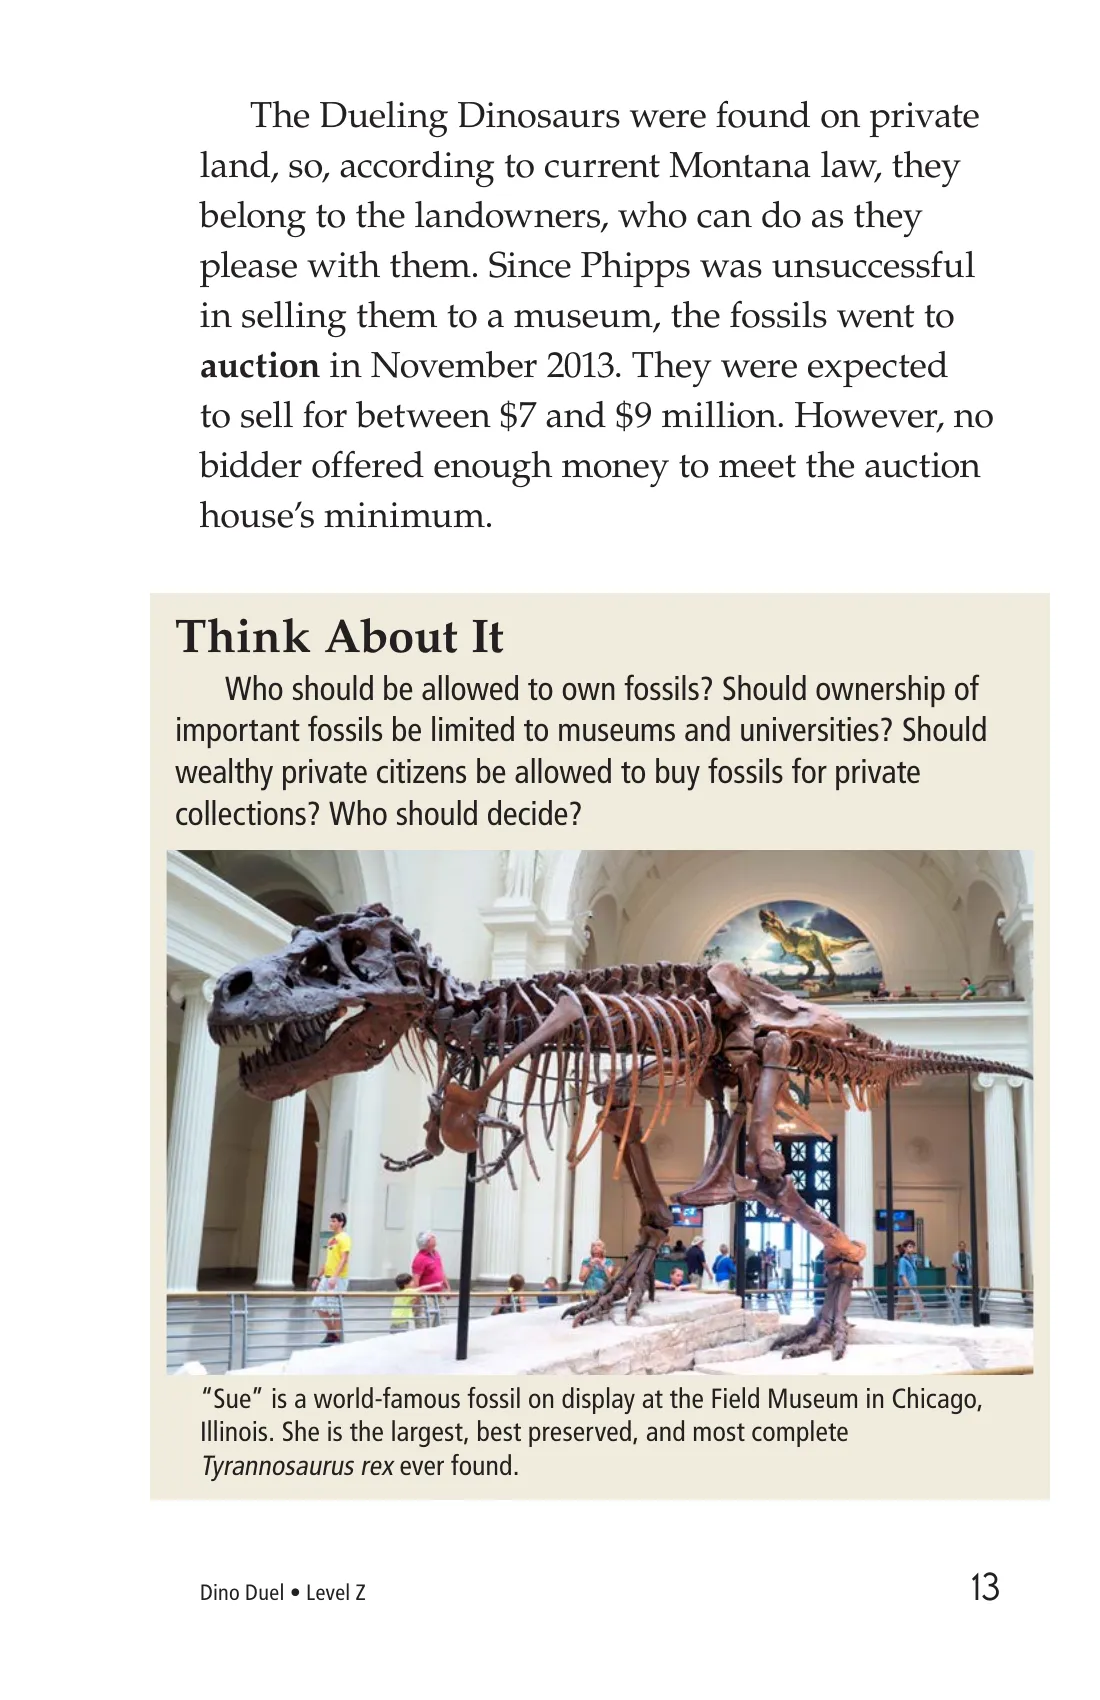 The Dueling Dinosaurs were found on private
land, so, according to current Montana law, they
belong to the landowners, who can do as they
please with them. Since Phipps was unsuccessful
in selling them to a museum, the fossils went to
auction in November 2013. They were expected
to sell for between $7 and $9 million. However, no
bidder offered enough money to meet the auction
house’s minimum.
Think About It
Who should be allowed to own fossils? Should ownership of
important fossils be limited to museums and universities? Should
wealthy private citizens be allowed to buy fossils for private
collections? Who should decide?
“Sue” is a world-famous fossil on display at the Field Museum in Chicago,
Illinois. She is the largest, best preserved, and most complete
Tyrannosaurus rex ever found.
Dino Duel • Level Z
13